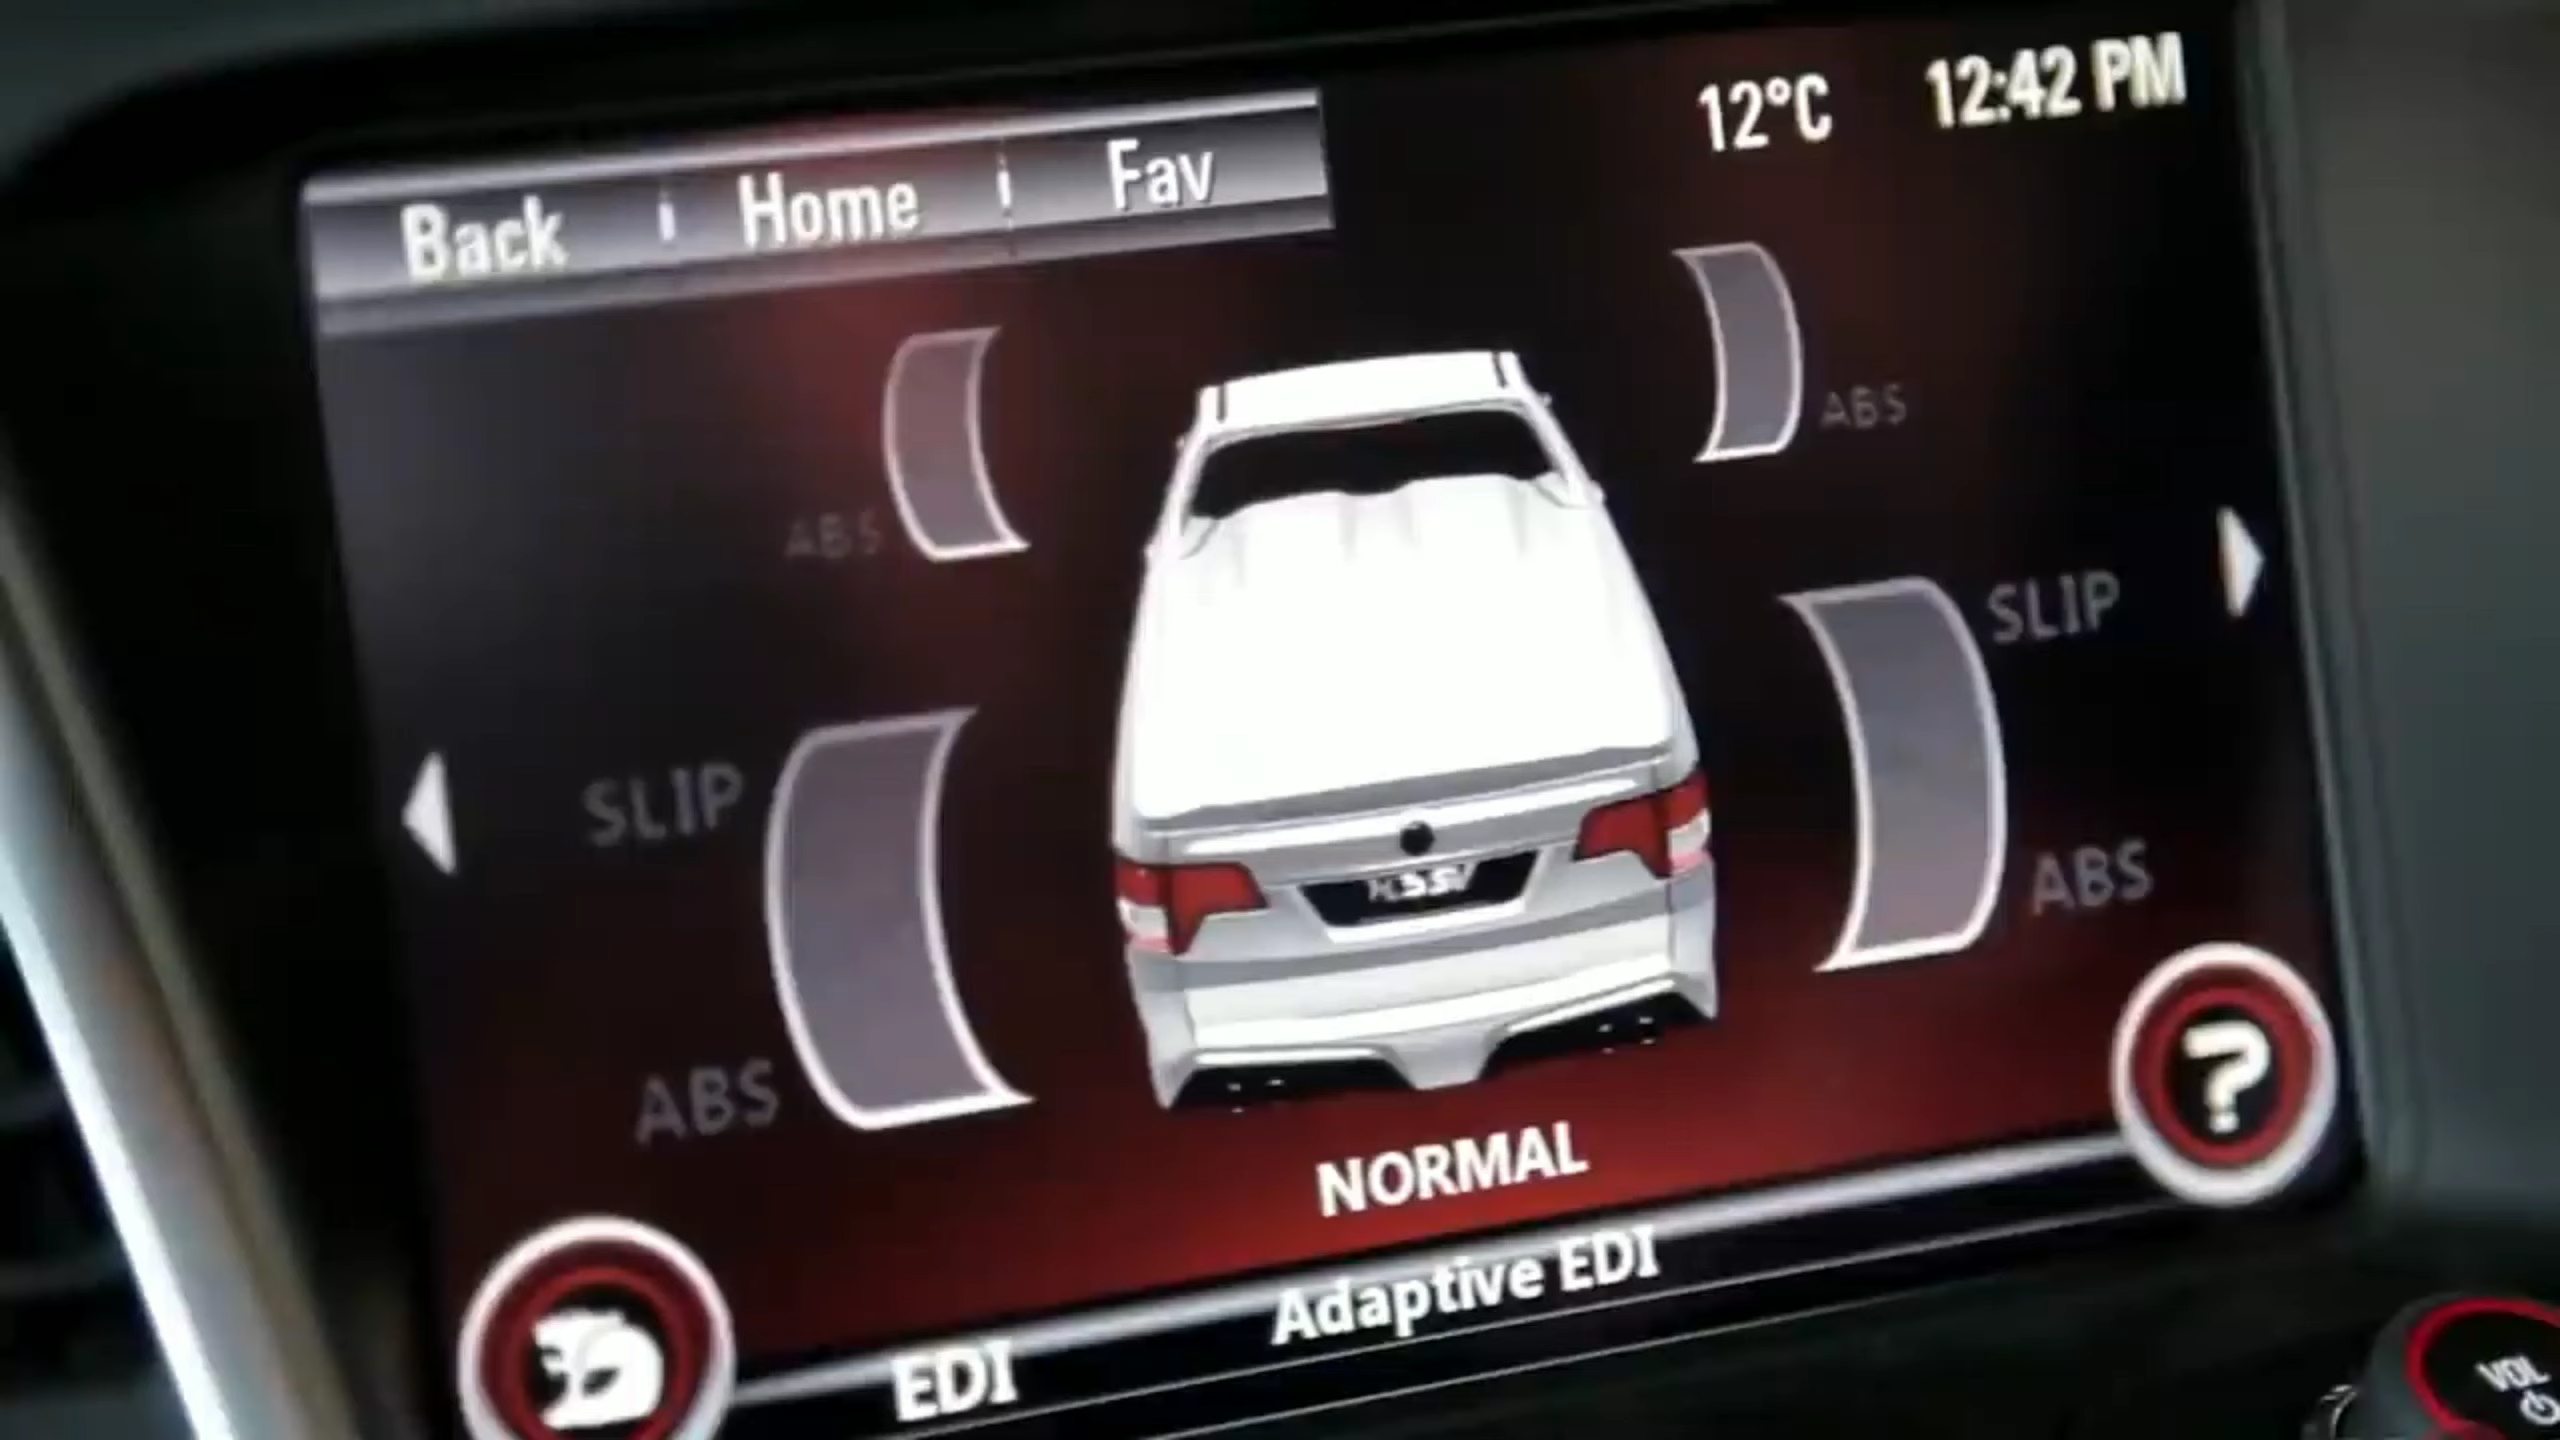 12°C 12:42 PM
Back Home Fav
ABS
ABS
SLIP
SLIP
ABS
ABS
NORMAL
Adaptive EDI
EDI
?
VOL